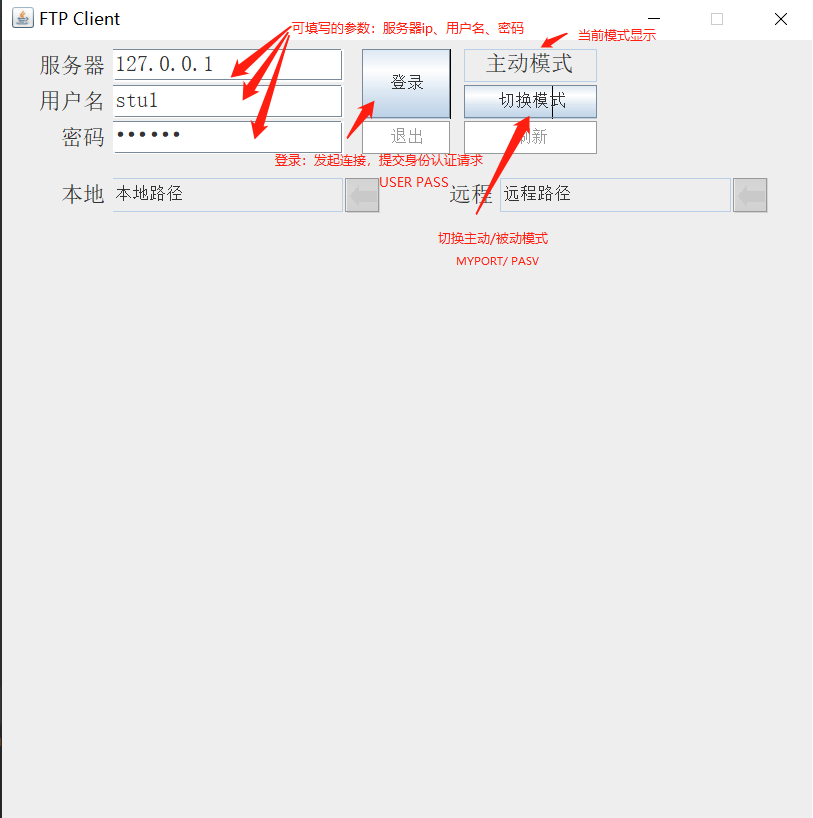 FTP Client
可填写的参数：服务器ip、用户名、密码
当前模式显示
服务器 127.0.0.1 登录 主动模式
用户名 stu1 切换模式
密码 •••••• 退出 刷新
登录：发起连接，提交身份认证请求
USER PASS
本地 本地路径 远程 远程路径
切换主动/被动模式
MYPORT/ PASV